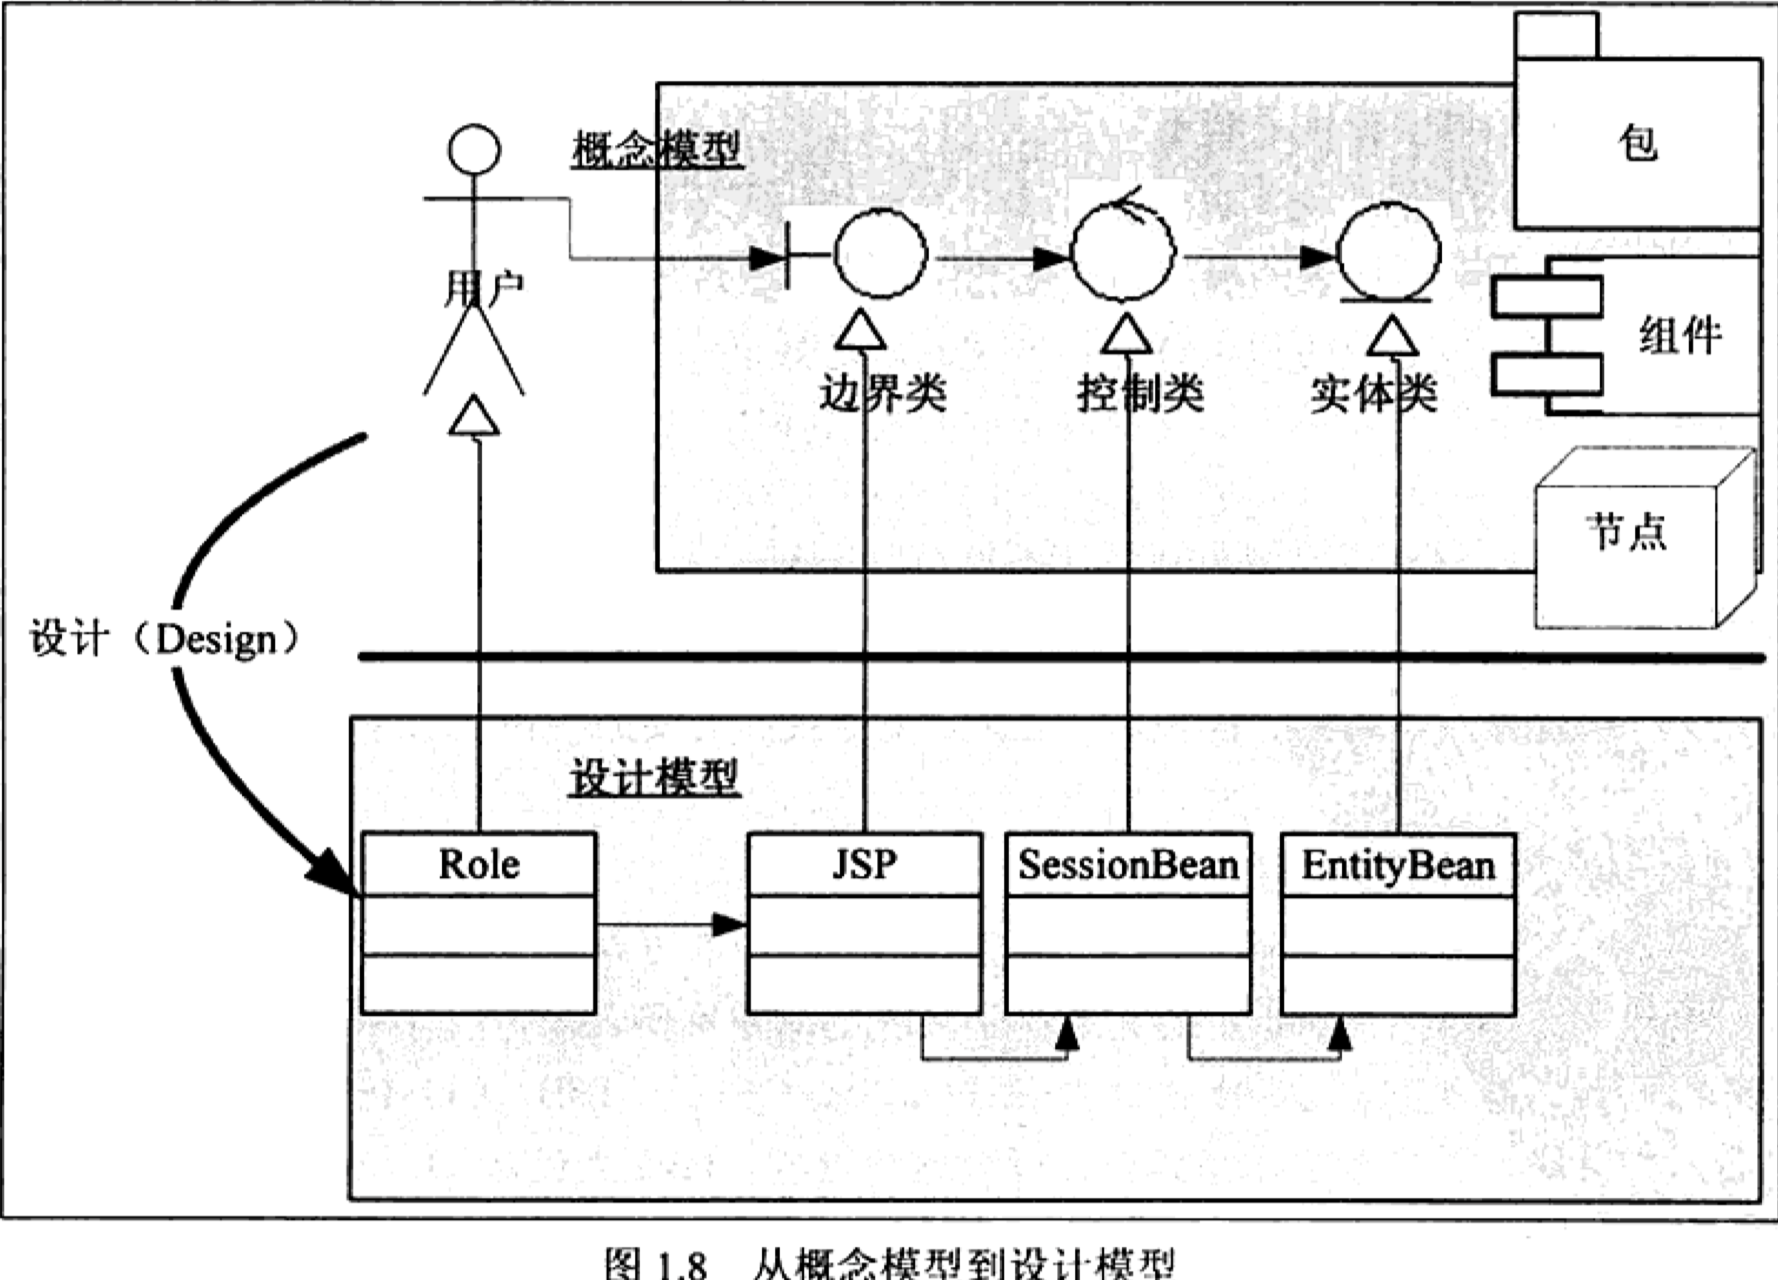 概念模型
包
用户
组件
边界类
控制类
实体类
节点
设计（Design）
设计模型
Role
JSP
SessionBean
EntityBean
图 1.8 从概念模型到设计模型